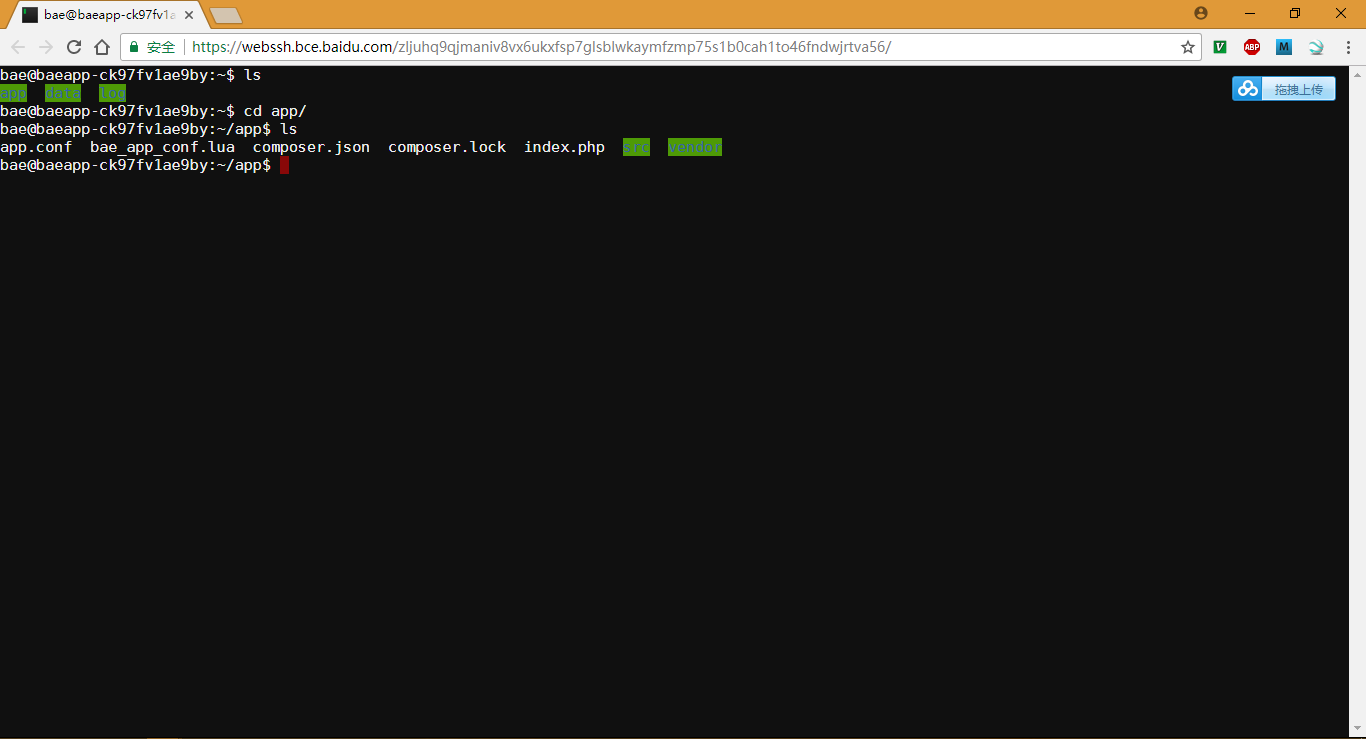 bae@baeapp-ck97fv1a
安全 https://webssh.bce.baidu.com/zljuhq9qjmaniv8vx6ukxfsp7glsblwkaymfzmp75s1b0cah1to46fndwjrtva56/
V ABP M
bae@baeapp-ck97fv1ae9by:~$ ls
app data log
拖拽上传
bae@baeapp-ck97fv1ae9by:~$ cd app/
bae@baeapp-ck97fv1ae9by:~/app$ ls
app.conf bae_app_conf.lua composer.json composer.lock index.php src vendor
bae@baeapp-ck97fv1ae9by:~/app$